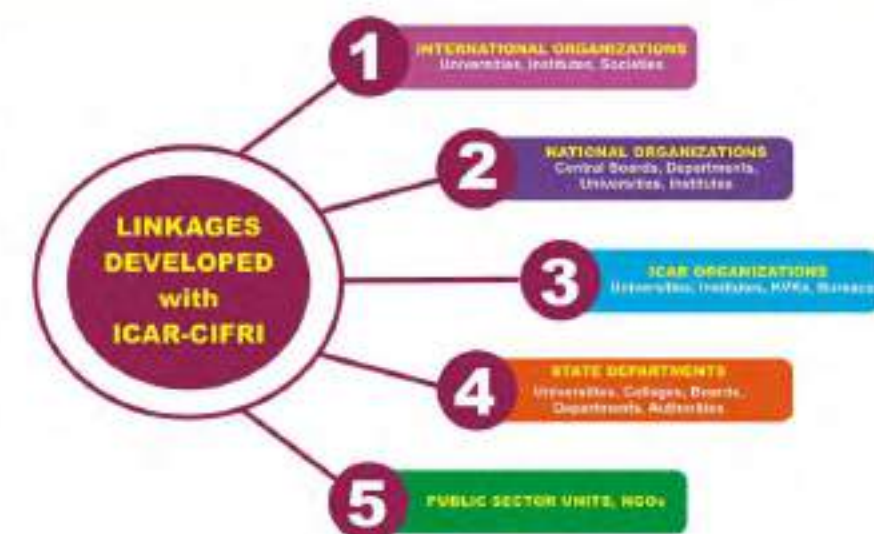 LINKAGES
DEVELOPED
with
ICAR-CIFRI
1
INTERNATIONAL ORGANIZATIONS
Universities, Institutes, Societies
2
NATIONAL ORGANIZATIONS
Central Boards, Departments,
Universities, Institutes
3
ICAR ORGANIZATIONS
Universities, Institutes, KVKs, Bureaus
4
STATE DEPARTMENTS
Universities, Colleges, Boards,
Departments, Authorities
5
PUBLIC SECTOR UNITS, NGOs